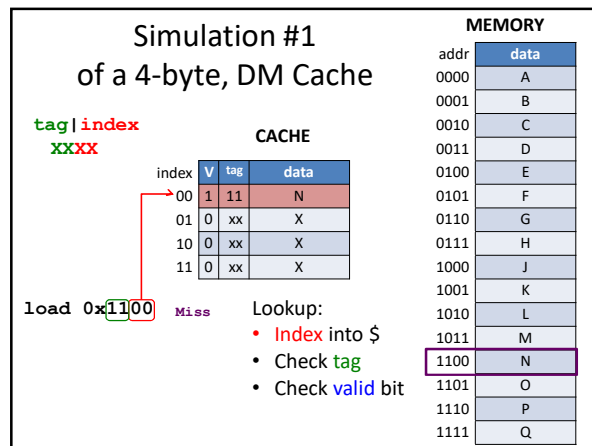 Simulation #1
of a 4-byte, DM Cache
tag|index
XXXX
CACHE
index V tag data
00 1 11 N
01 0 xx X
10 0 xx X
11 0 xx X
load 0x1100 Miss
Lookup:
• Index into $
• Check tag
• Check valid bit
MEMORY
addr data
0000 A
0001 B
0010 C
0011 D
0100 E
0101 F
0110 G
0111 H
1000 J
1001 K
1010 L
1011 M
1100 N
1101 O
1110 P
1111 Q